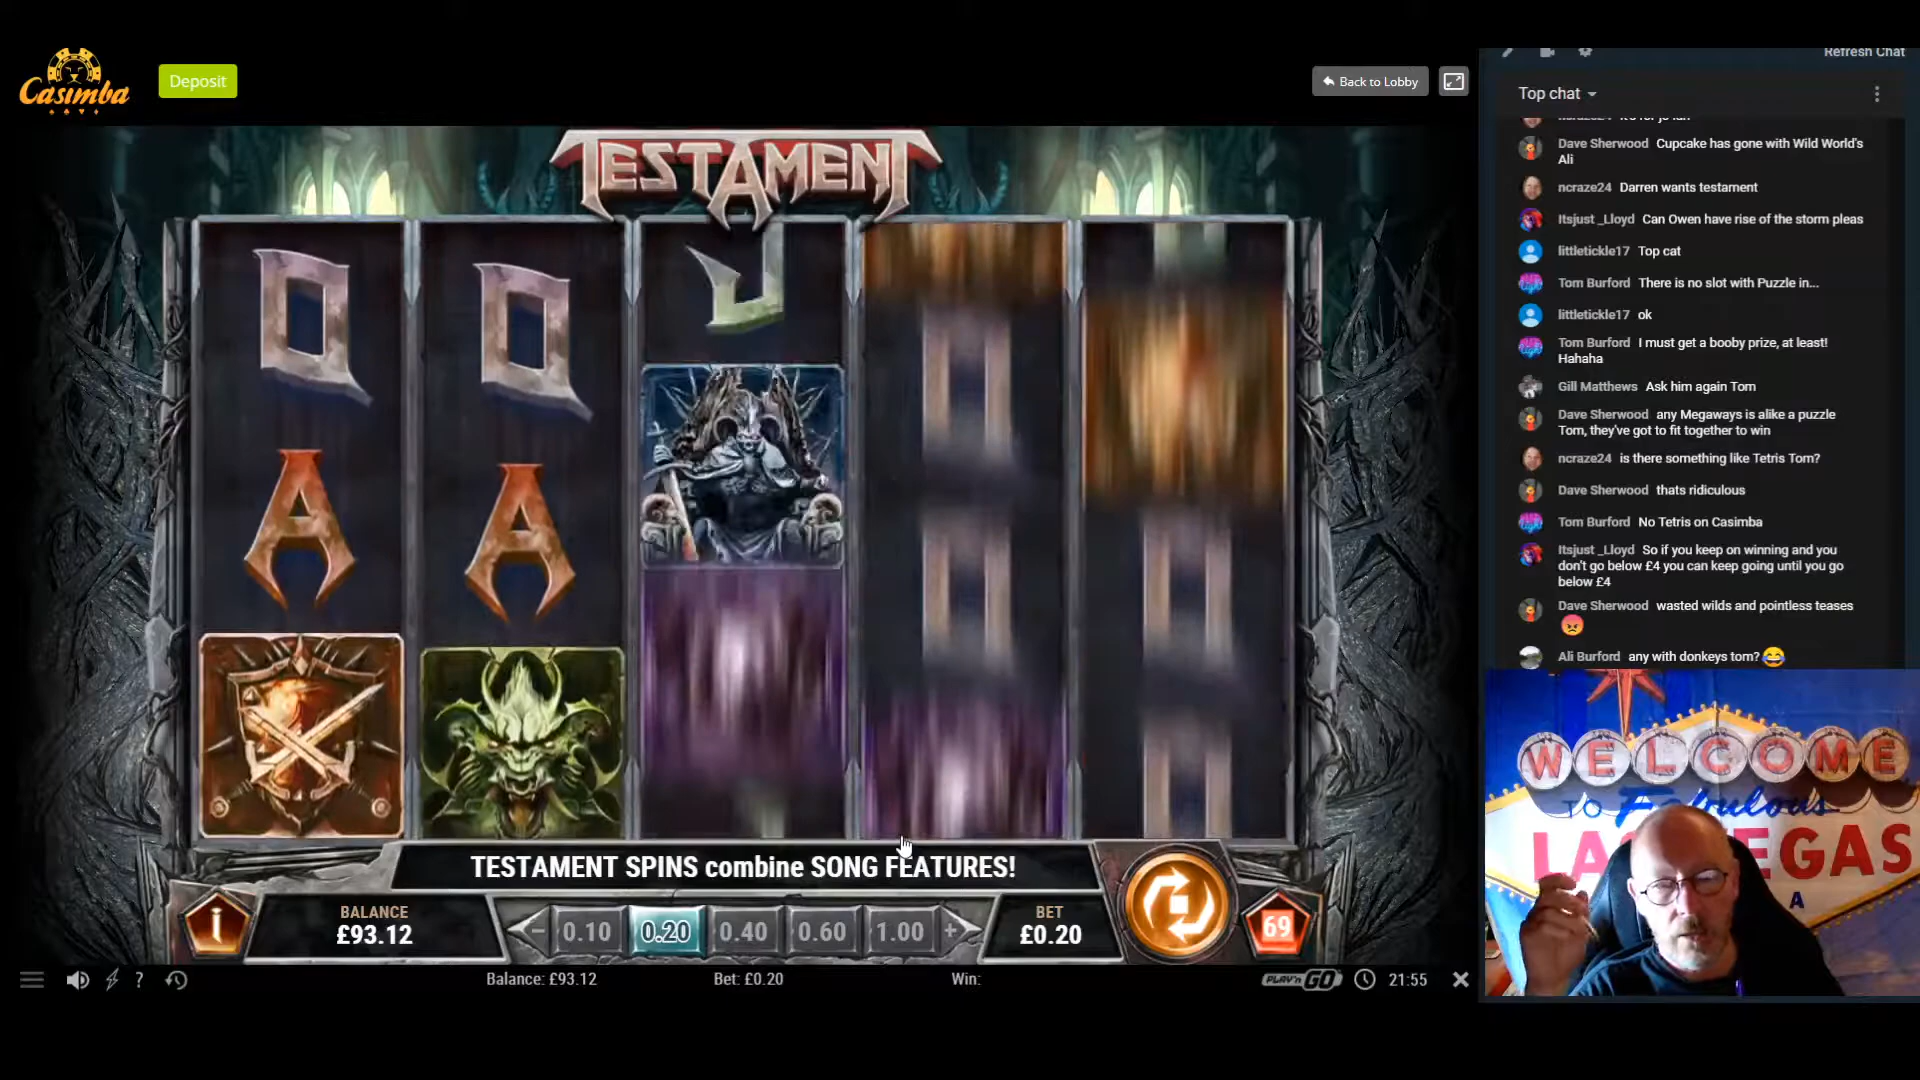 Casimba
Deposit
Back to Lobby
TESTAMENT
Q
Q
J
A
A
TESTAMENT SPINS combine SONG FEATURES!
i
BALANCE
£93.12
-
0.10
0.20
0.40
0.60
1.00
+
BET
£0.20
69
?
Balance: £93.12
Bet: £0.20
Win:
PLAY'n GO
21:55
Refresh Chat
Top chat
Dave Sherwood Cupcake has gone with Wild World's
Ali
ncraze24 Darren wants testament
Itsjust _Lloyd Can Owen have rise of the storm pleas
littletickle17 Top cat
Tom Burford There is no slot with Puzzle in...
littletickle17 ok
Tom Burford I must get a booby prize, at least!
Hahaha
Gill Matthews Ask him again Tom
Dave Sherwood any Megaways is alike a puzzle
Tom, they've got to fit together to win
ncraze24 is there something like Tetris Tom?
Dave Sherwood thats ridiculous
Tom Burford No Tetris on Casimba
Itsjust _Lloyd So if you keep on winning and you
don't go below £4 you can keep going until you go
below £4
Dave Sherwood wasted wilds and pointless teases
😡
Ali Burford any with donkeys tom? 😂
WELCOME
TO Fabulous
LAS VEGAS
A